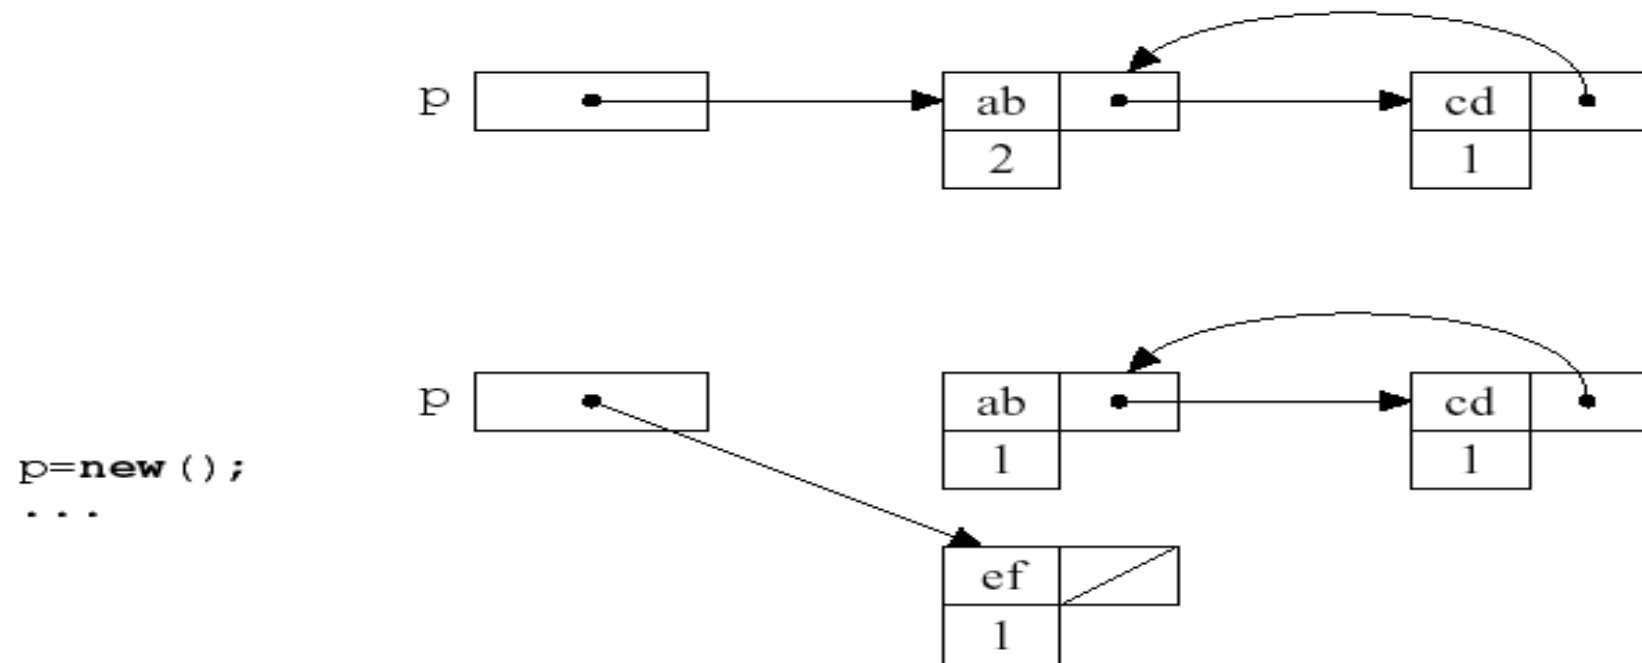 p ab cd
2 1
p ab cd
1 1
p=new();
...
ef
1